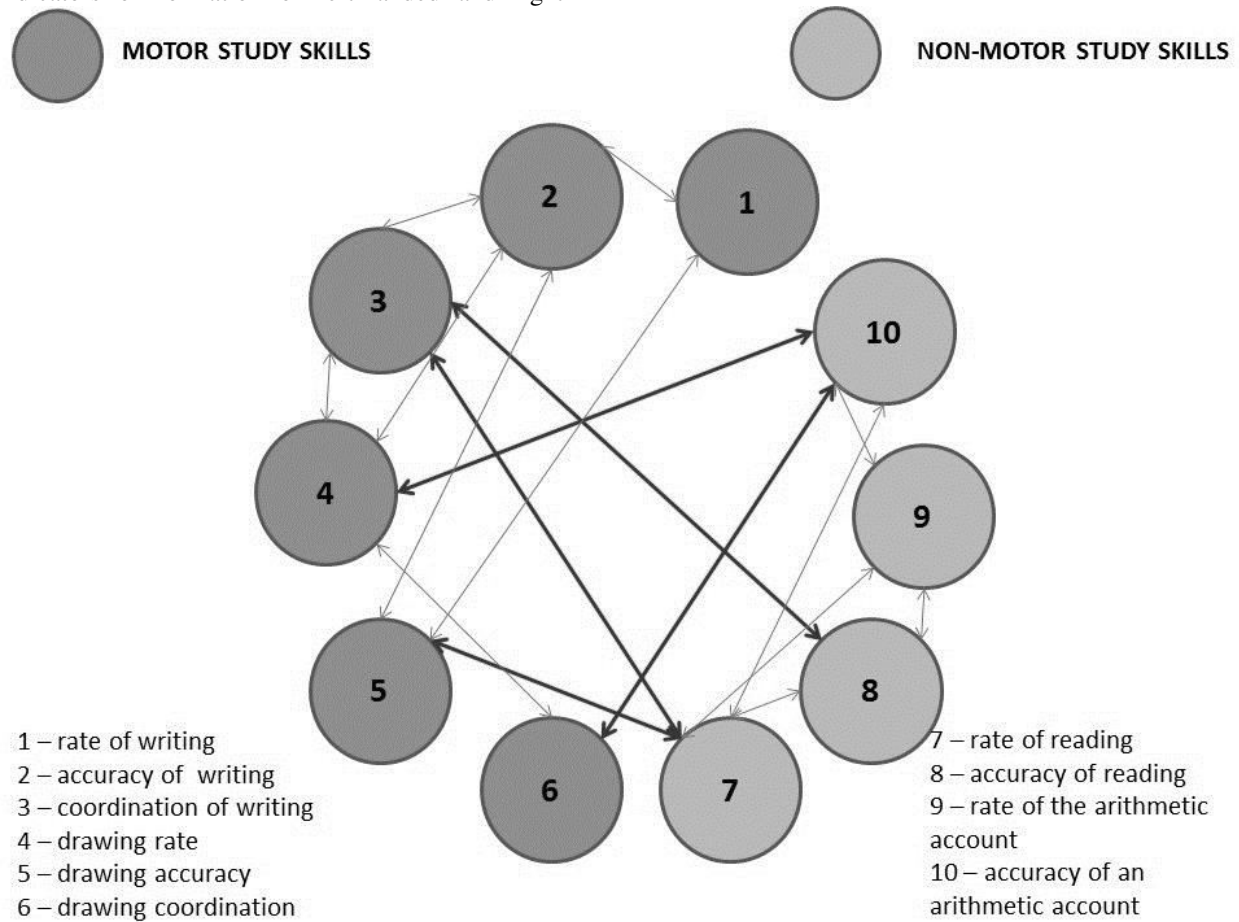 MOTOR STUDY SKILLS
NON-MOTOR STUDY SKILLS
2
1
3
10
4
9
5
8
6
7
1 – rate of writing
2 – accuracy of writing
3 – coordination of writing
4 – drawing rate
5 – drawing accuracy
6 – drawing coordination
7 – rate of reading
8 – accuracy of reading
9 – rate of the arithmetic
account
10 – accuracy of an
arithmetic account